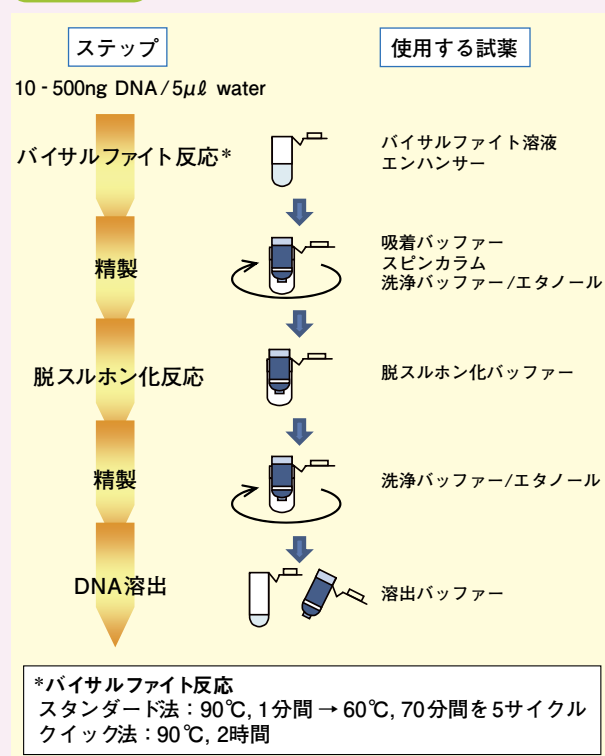 ステップ
使用する試薬
10 - 500ng DNA/5μℓ water
バイサルファイト反応*
バイサルファイト溶液
エンハンサー
精製
吸着バッファー
スピンカラム
洗浄バッファー/エタノール
脱スルホン化反応
脱スルホン化バッファー
精製
洗浄バッファー/エタノール
DNA溶出
溶出バッファー
*バイサルファイト反応
スタンダード法：90℃, 1分間 → 60℃, 70分間を5サイクル
クイック法：90℃, 2時間